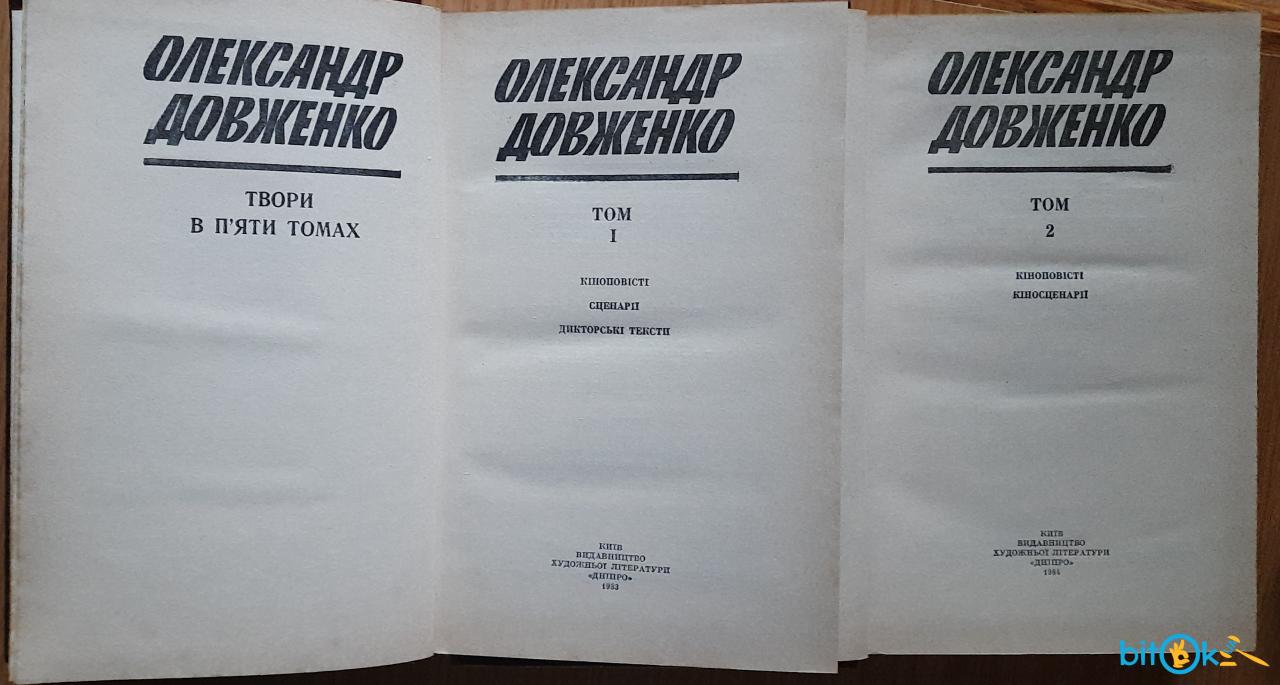 ОЛЕКСАНДР
ДОВЖЕНКО
ТВОРИ
В П'ЯТИ ТОМАХ
ОЛЕКСАНДР
ДОВЖЕНКО
ТОМ
I
КІНОПОВІСТІ
СЦЕНАРІЇ
ДИКТОРСЬКІ ТЕКСТИ
КИЇВ
ВИДАВНИЦТВО
ХУДОЖНЬОЇ ЛІТЕРАТУРИ
«ДНІПРО»
1983
ОЛЕКСАНДР
ДОВЖЕНКО
ТОМ
2
КІНОПОВІСТІ
КІНОСЦЕНАРІЇ
КИЇВ
ВИДАВНИЦТВО
ХУДОЖНЬОЇ ЛІТЕРАТУРИ
«ДНІПРО»
1984
bitOk